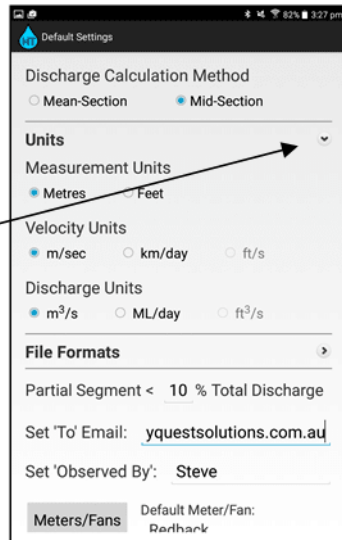 82% 3:27 pm
HT Default Settings
Discharge Calculation Method
Mean-Section Mid-Section
Units
Measurement Units
Metres Feet
Velocity Units
m/sec km/day ft/s
Discharge Units
m³/s ML/day ft³/s
File Formats
Partial Segment < 10 % Total Discharge
Set 'To' Email: yquestsolutions.com.au
Set 'Observed By': Steve
Meters/Fans Default Meter/Fan:
Redback